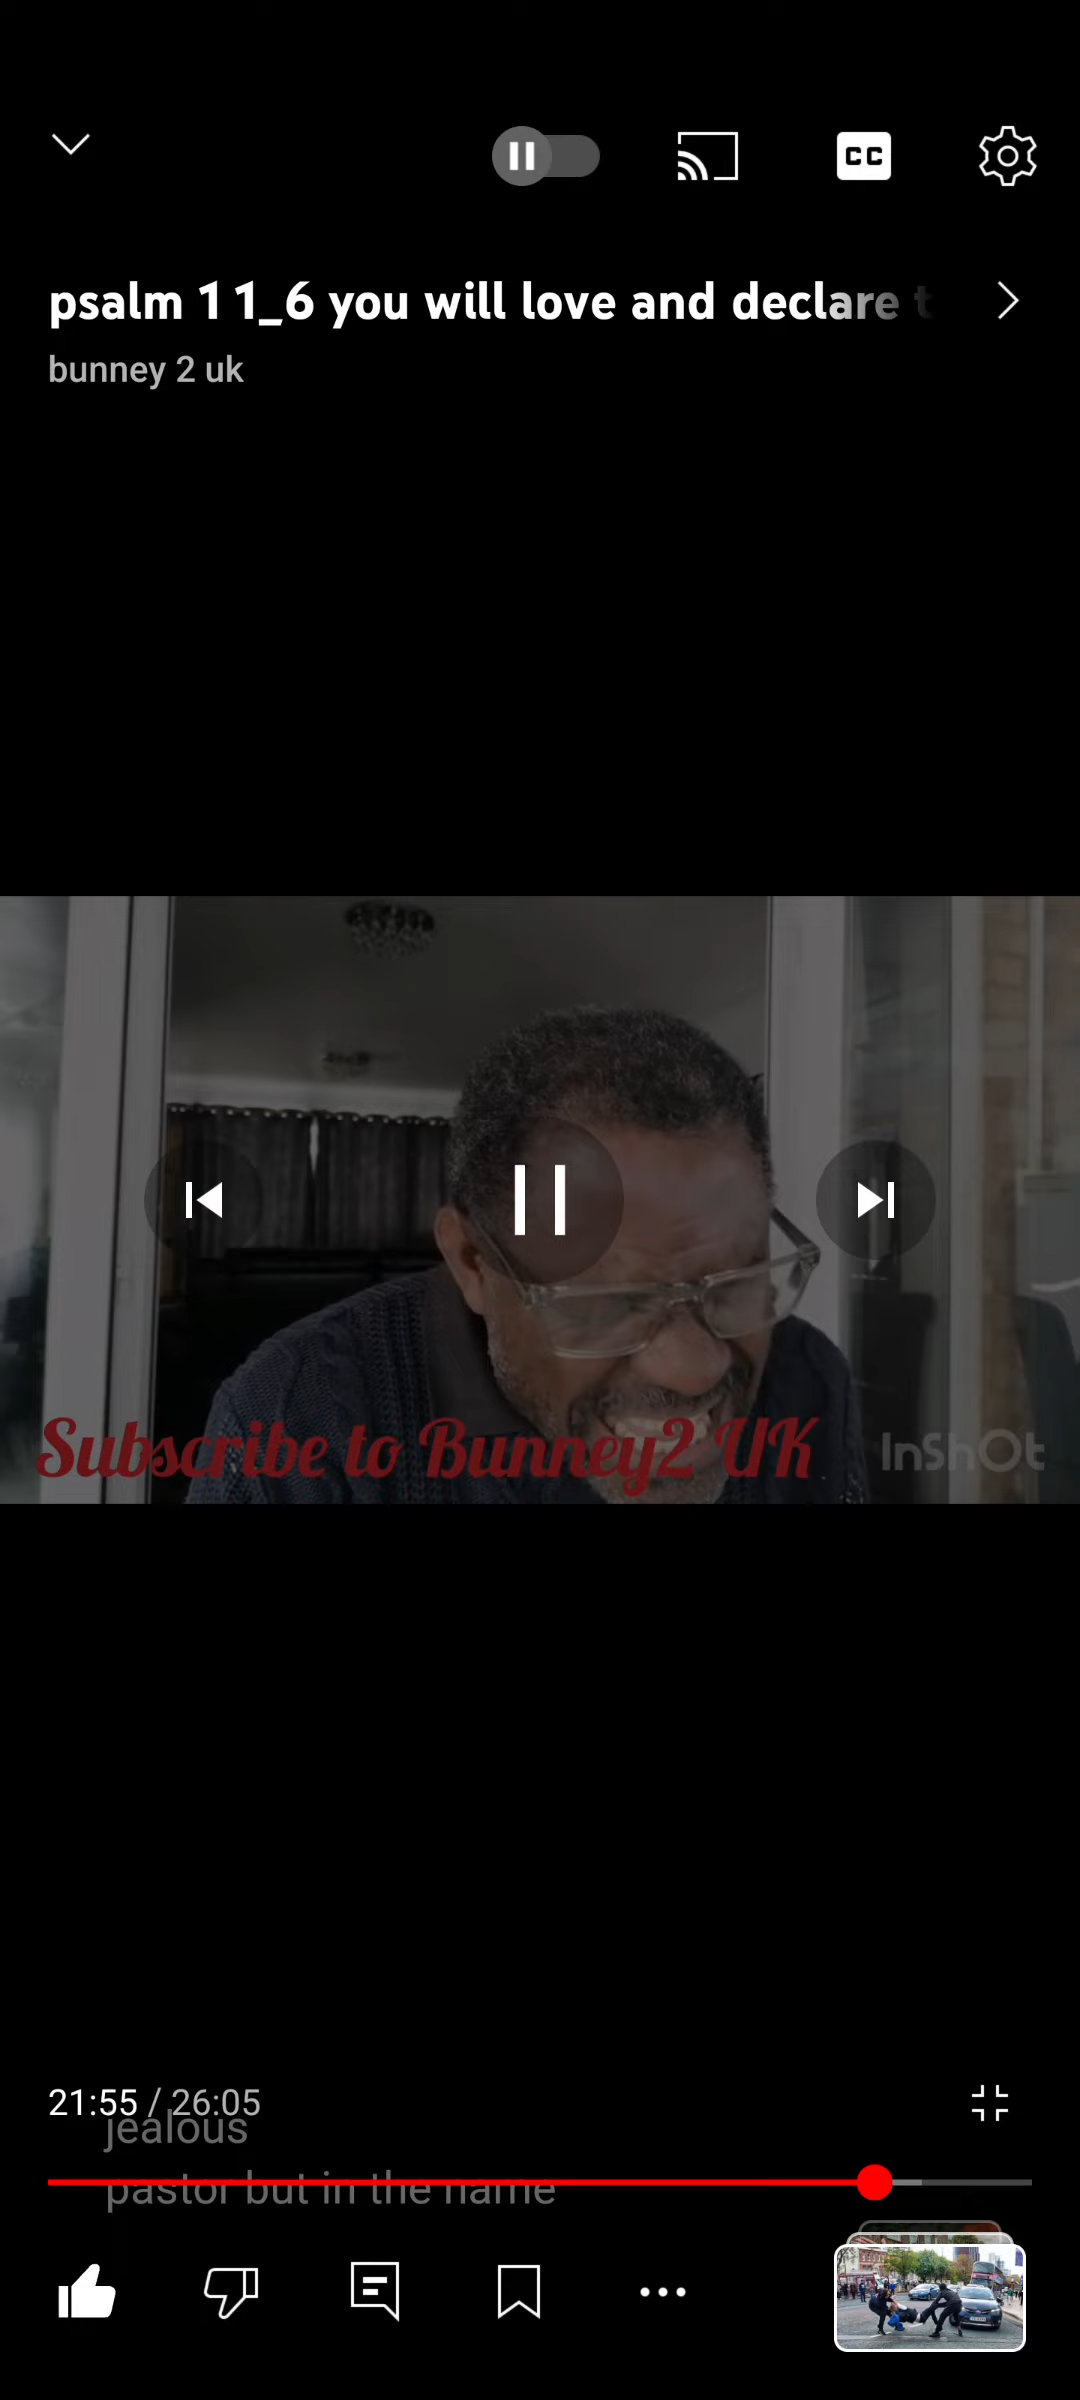 CC
psalm 1 1_6 you will love and declare t
bunney 2 uk
Subscribe to Bunney2 UK
InShOt
21:55 / 26:05
jealous
pastor but in the name